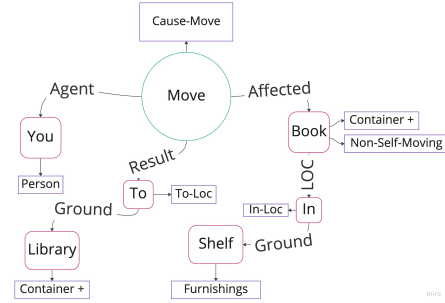 Cause-Move
Agent
Move
Affected
You
Book
Container +
Non-Self-Moving
Result
LOC
Person
To
To-Loc
In-Loc
In
Ground
Library
Shelf
Ground
Container +
Furnishings
miro